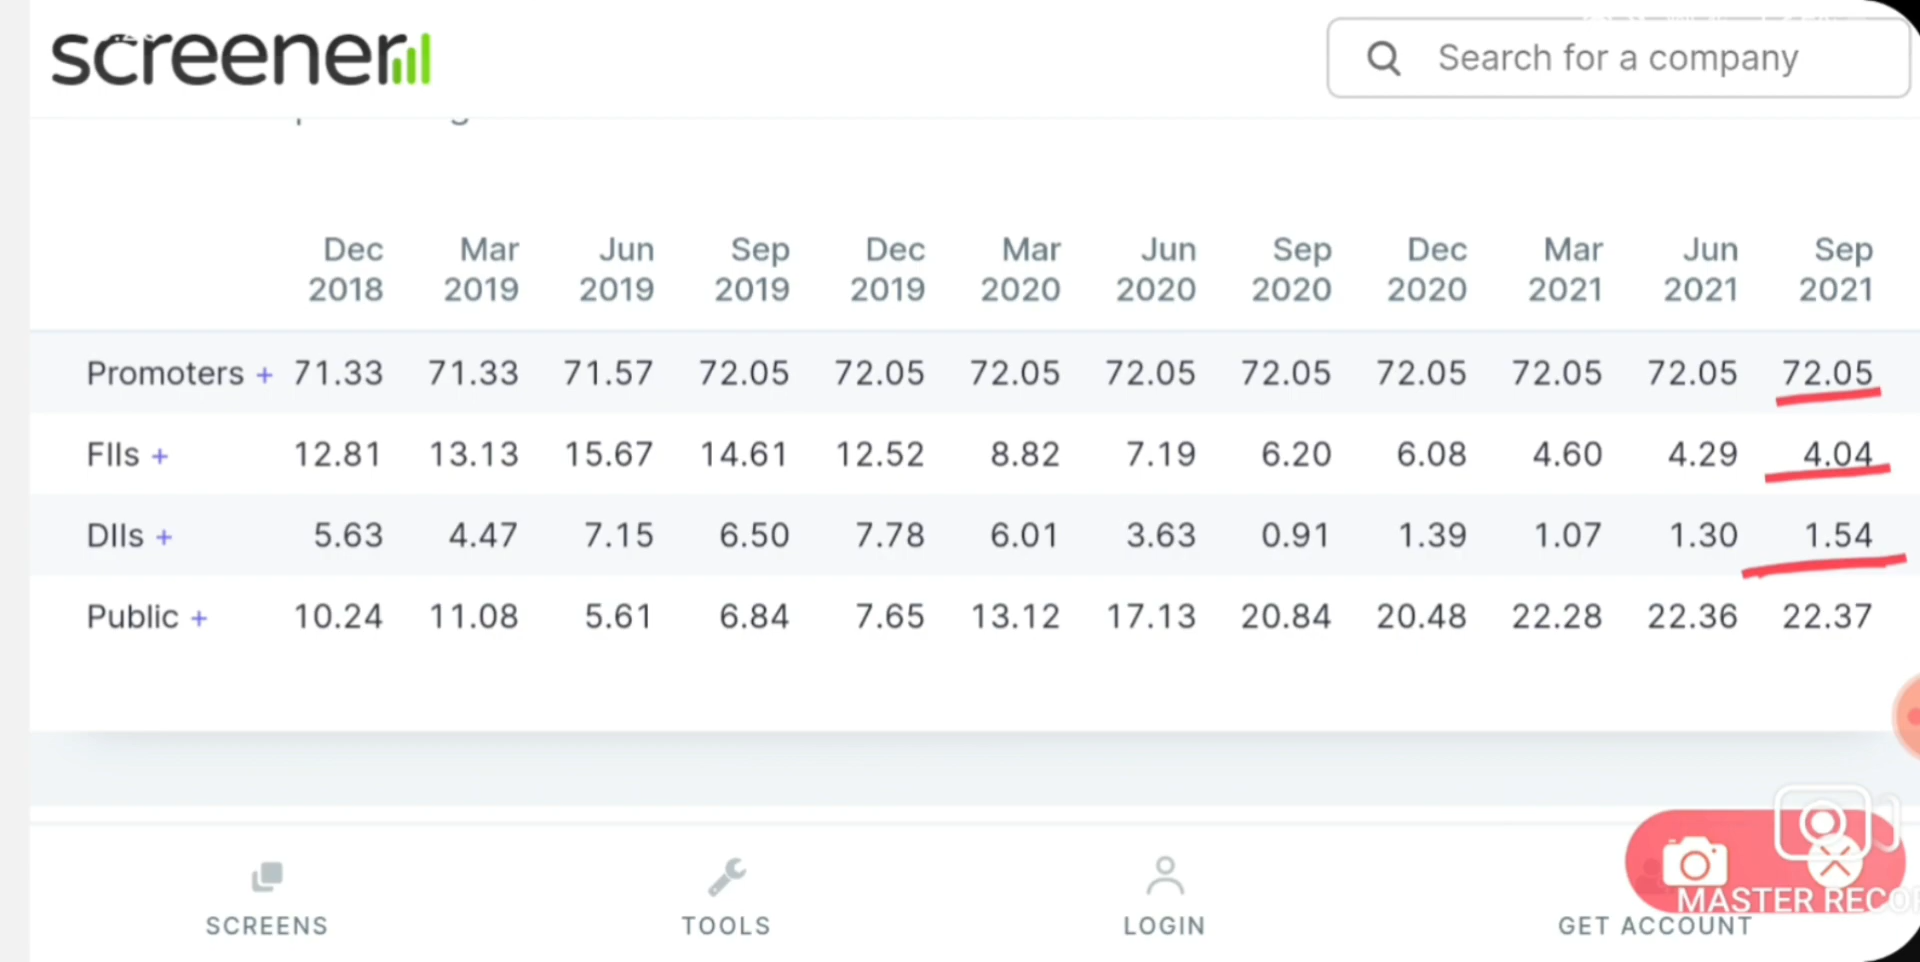 screener
Search for a company
Dec 2018 Mar 2019 Jun 2019 Sep 2019 Dec 2019 Mar 2020 Jun 2020 Sep 2020 Dec 2020 Mar 2021 Jun 2021 Sep 2021
Promoters + 71.33 71.33 71.57 72.05 72.05 72.05 72.05 72.05 72.05 72.05 72.05 72.05
FIIs + 12.81 13.13 15.67 14.61 12.52 8.82 7.19 6.20 6.08 4.60 4.29 4.04
DIIs + 5.63 4.47 7.15 6.50 7.78 6.01 3.63 0.91 1.39 1.07 1.30 1.54
Public + 10.24 11.08 5.61 6.84 7.65 13.12 17.13 20.84 20.48 22.28 22.36 22.37
MASTER RECO
SCREENS TOOLS LOGIN GET ACCOUNT